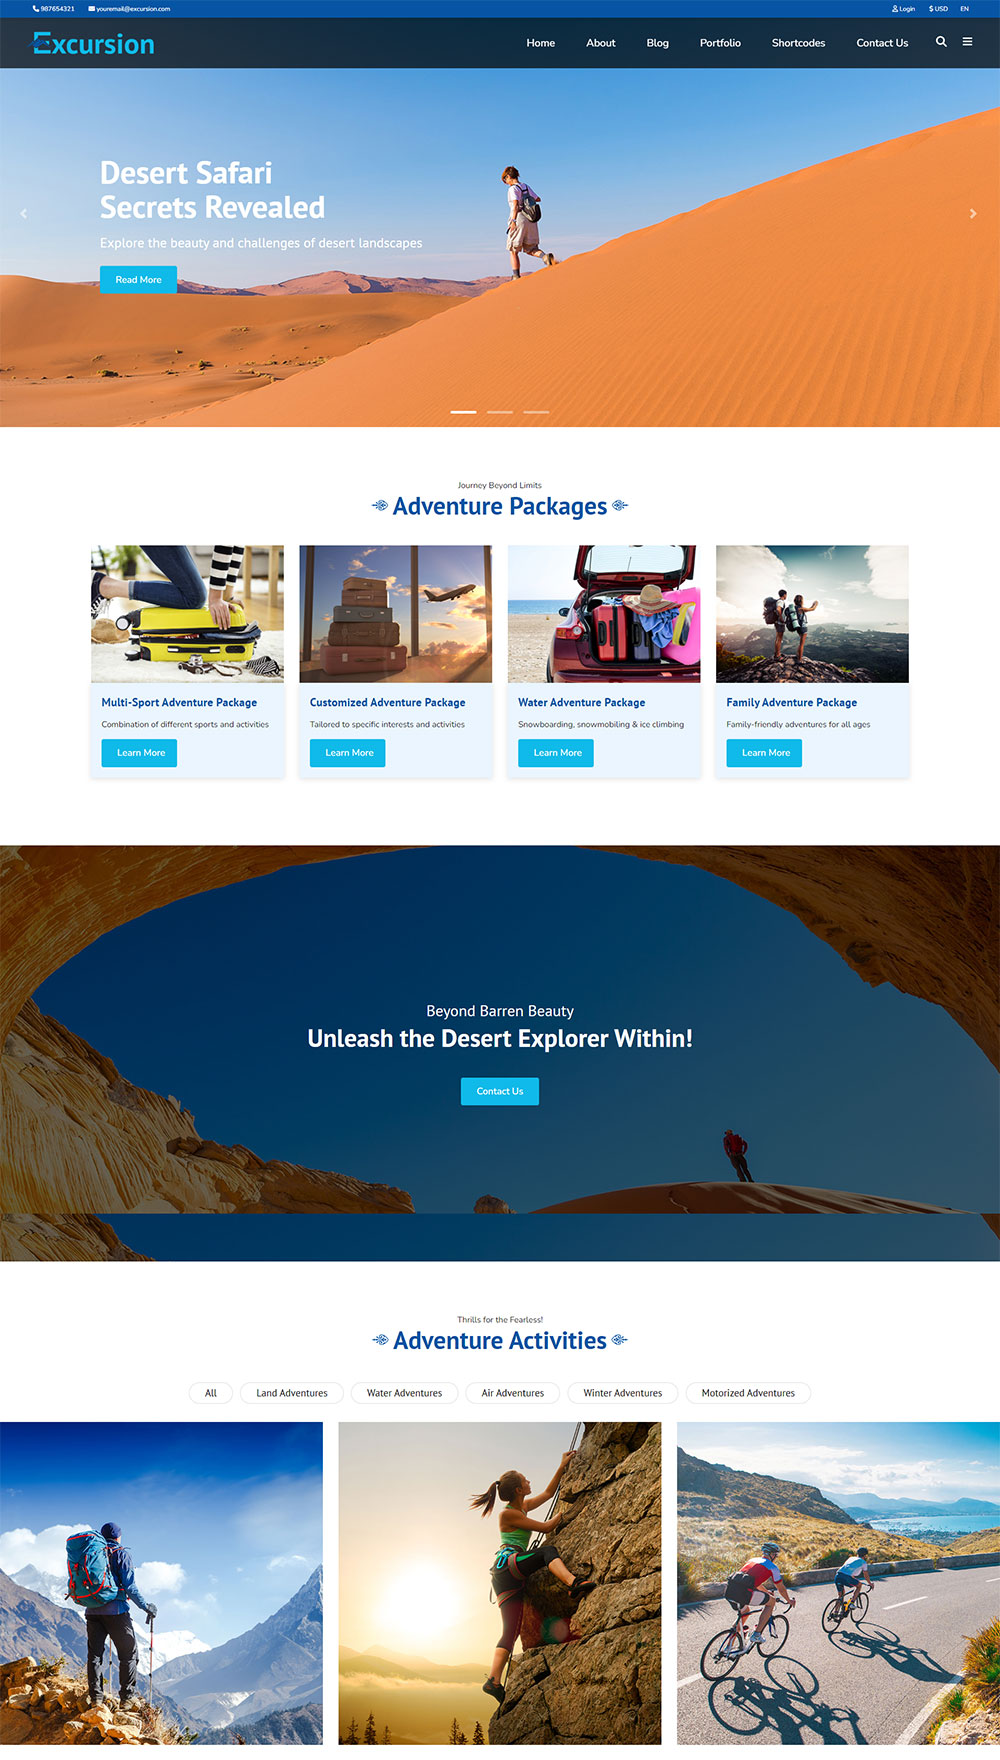 987654321 youremail@excursion.com Login $ USD EN
Excursion Home About Blog Portfolio Shortcodes Contact Us
Desert Safari
Secrets Revealed
Explore the beauty and challenges of desert landscapes
Read More
Journey Beyond Limits
Adventure Packages
Multi-Sport Adventure Package
Combination of different sports and activities
Learn More
Customized Adventure Package
Tailored to specific interests and activities
Learn More
Water Adventure Package
Snowboarding, snowmobiling & ice climbing
Learn More
Family Adventure Package
Family-friendly adventures for all ages
Learn More
Beyond Barren Beauty
Unleash the Desert Explorer Within!
Contact Us
Thrills for the Fearless!
Adventure Activities
All Land Adventures Water Adventures Air Adventures Winter Adventures Motorized Adventures